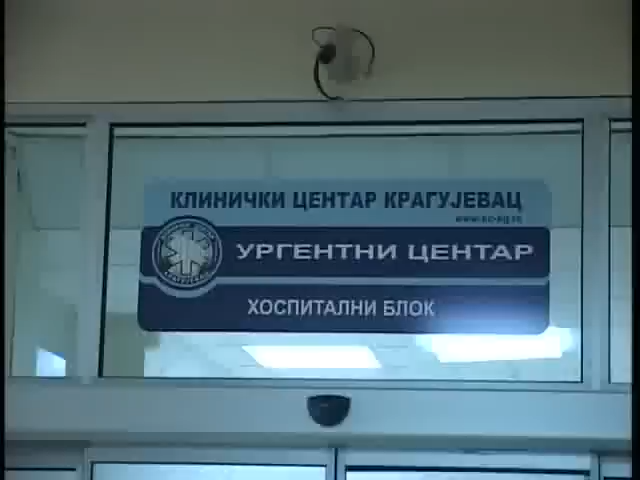 КЛИНИЧКИ ЦЕНТАР КРАГУЈЕВАЦ
УРГЕНТНИ ЦЕНТАР
ХОСПИТАЛНИ БЛОК